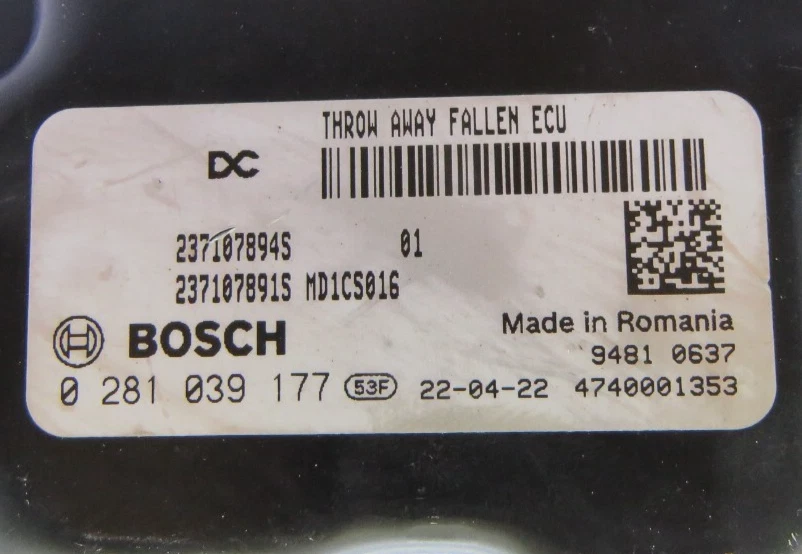 THROW AWAY FALLEN ECU
DC
237107894S 01
237107891S MD1CS016
BOSCH
Made in Romania
9481 0637
0 281 039 177 53F 22-04-22 4740001353